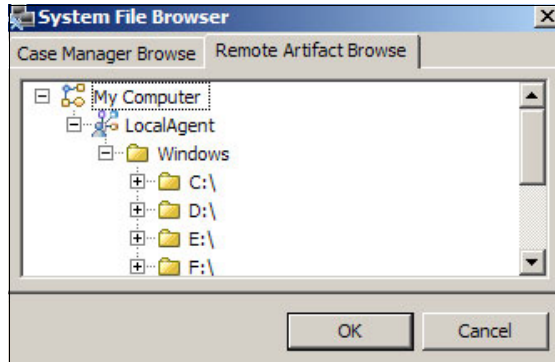 System File Browser
Case Manager Browse Remote Artifact Browse
My Computer
LocalAgent
Windows
C:\
D:\
E:\
F:\
OK Cancel